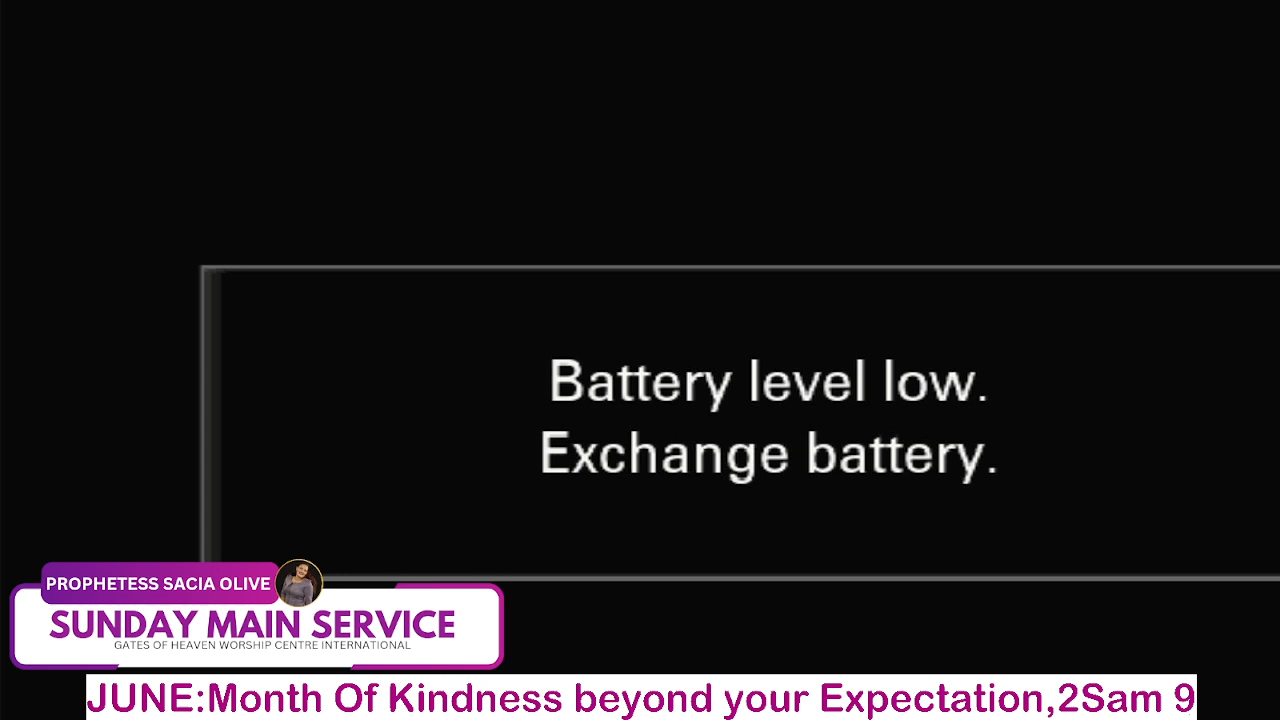 Battery level low.
Exchange battery.
PROPHETESS SACIA OLIVE
SUNDAY MAIN SERVICE
GATES OF HEAVEN WORSHIP CENTRE INTERNATIONAL
JUNE:Month Of Kindness beyond your Expectation,2Sam 9